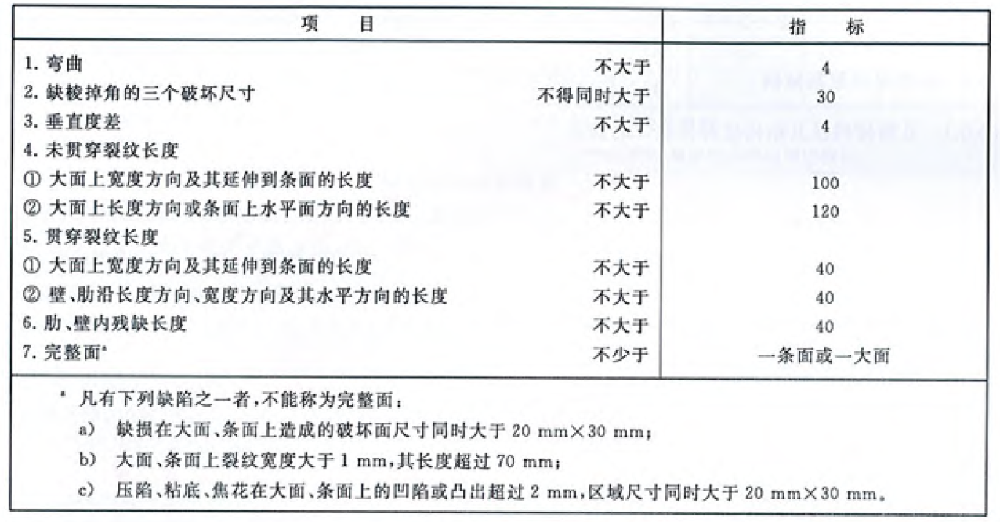 项 目 指 标
1. 弯曲 不大于 4
2. 缺棱掉角的三个破坏尺寸 不得同时大于 30
3. 垂直度差 不大于 4
4. 未贯穿裂纹长度
① 大面上宽度方向及其延伸到条面的长度 不大于 100
② 大面上长度方向或条面上水平面方向的长度 不大于 120
5. 贯穿裂纹长度
① 大面上宽度方向及其延伸到条面的长度 不大于 40
② 壁、肋沿长度方向、宽度方向及其水平方向的长度 不大于 40
6. 肋、壁内残缺长度 不大于 40
7. 完整面ᵃ 不少于 一条面或一大面
ᵃ 凡有下列缺陷之一者,不能称为完整面:
a) 缺损在大面、条面上造成的破坏面尺寸同时大于 20 mm×30 mm;
b) 大面、条面上裂纹宽度大于 1 mm,其长度超过 70 mm;
c) 压陷、粘底、焦花在大面、条面上的凹陷或凸出超过 2 mm,区域尺寸同时大于 20 mm×30 mm。